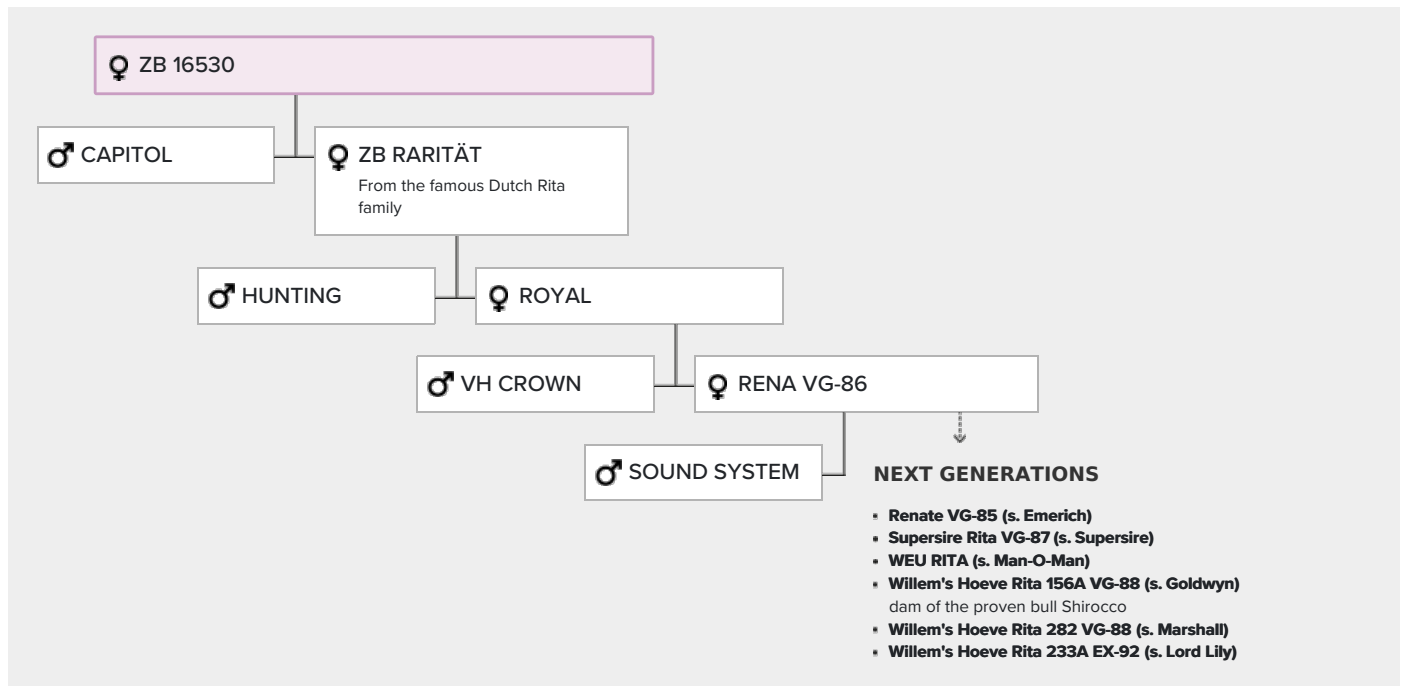 ZB 16530
CAPITOL
ZB RARITÄT
From the famous Dutch Rita
family
HUNTING
ROYAL
VH CROWN
RENA VG-86
SOUND SYSTEM
NEXT GENERATIONS
Renate VG-85 (s. Emerich)
Supersire Rita VG-87 (s. Supersire)
WEU RITA (s. Man-O-Man)
Willem's Hoeve Rita 156A VG-88 (s. Goldwyn)
dam of the proven bull Shirocco
Willem's Hoeve Rita 282 VG-88 (s. Marshall)
Willem's Hoeve Rita 233A EX-92 (s. Lord Lily)